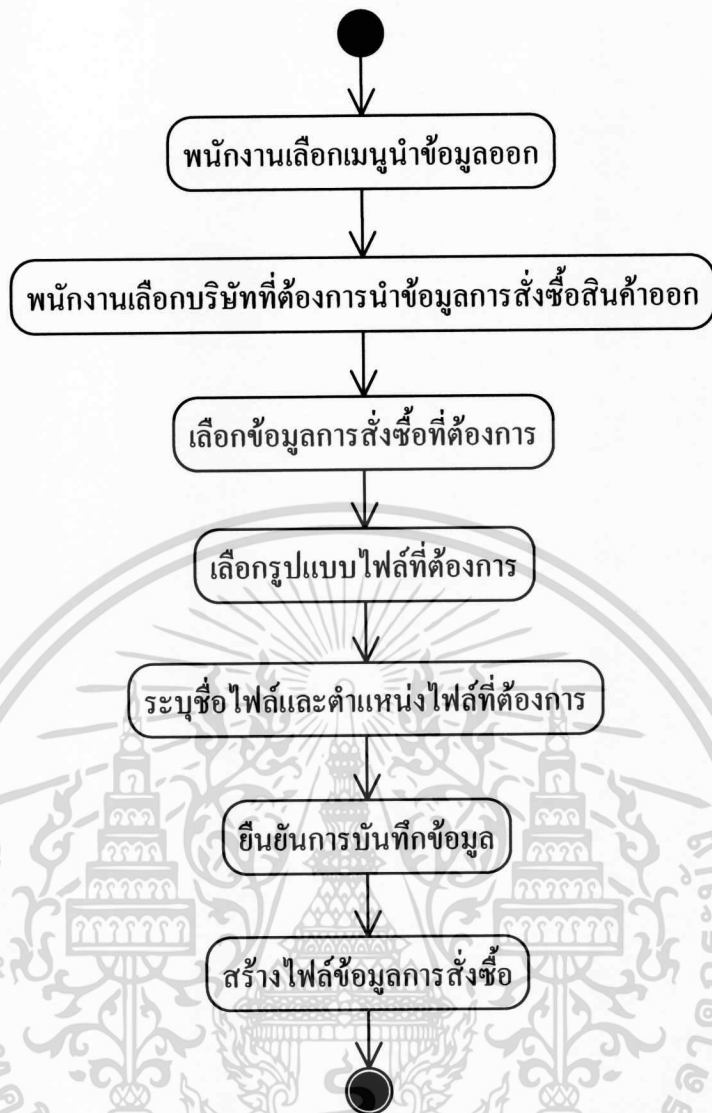 พนักงานเลือกเมนูนำข้อมูลออก
พนักงานเลือกบริษัทที่ต้องการนำข้อมูลการสั่งซื้อสินค้าออก
เลือกข้อมูลการสั่งซื้อที่ต้องการ
เลือกรูปแบบไฟล์ที่ต้องการ
ระบุชื่อไฟล์และตำแหน่งไฟล์ที่ต้องการ
ยืนยันการบันทึกข้อมูล
สร้างไฟล์ข้อมูลการสั่งซื้อ